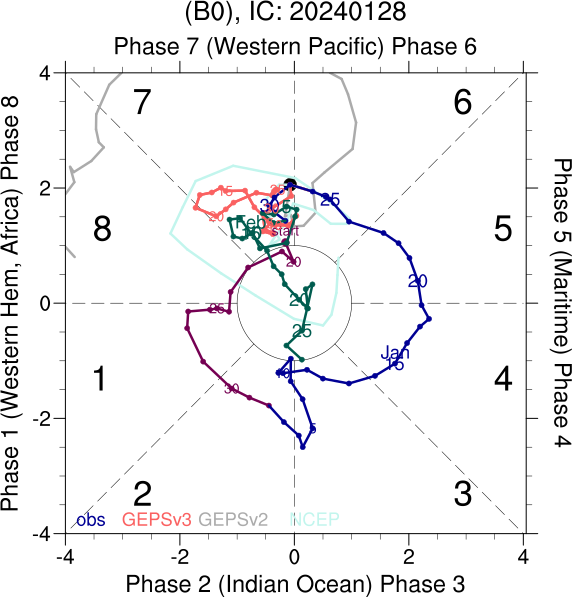 (B0), IC: 20240128
Phase 7 (Western Pacific) Phase 6
Phase 1 (Western Hem, Africa) Phase 8
Phase 5 (Maritime) Phase 4
4
2
0
-2
-4
7
6
8
5
1
4
2
3
15
25
20
30
25
5
Feb
15
start
20
20
25
20
25
Jan
15
10
30
5
obs GEPSv3 GEPSv2 NCEP
-4 -2 0 2 4
Phase 2 (Indian Ocean) Phase 3